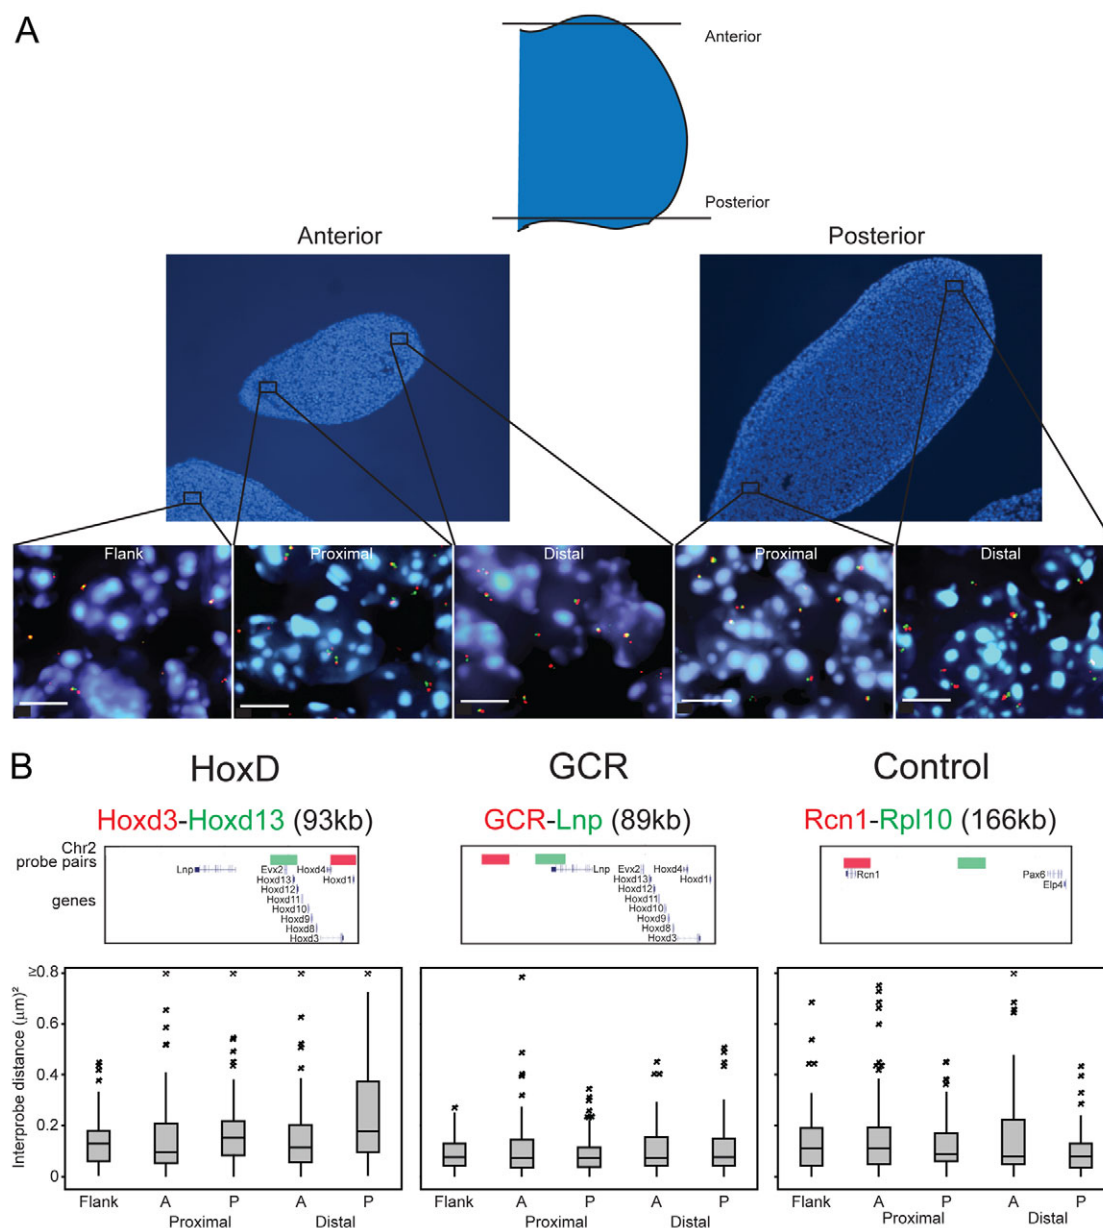 A
Anterior
Posterior
Anterior
Posterior
Flank
Proximal
Distal
Proximal
Distal
B
HoxD
GCR
Control
Hoxd3-Hoxd13 (93kb)
GCR-Lnp (89kb)
Rcn1-Rpl10 (166kb)
Chr2
probe pairs
genes
Lnp
Evx2
Hoxd4
Hoxd13
Hoxd1
Hoxd12
Hoxd11
Hoxd10
Hoxd9
Hoxd8
Hoxd3
Lnp
Evx2
Hoxd4
Hoxd13
Hoxd1
Hoxd12
Hoxd11
Hoxd10
Hoxd9
Hoxd8
Hoxd3
Rcn1
Pax6
Elp4
Interprobe distance (µm)²
≥0.8
0.6
0.4
0.2
0
Flank A P A P
Proximal Distal
Flank A P A P
Proximal Distal
Flank A P A P
Proximal Distal